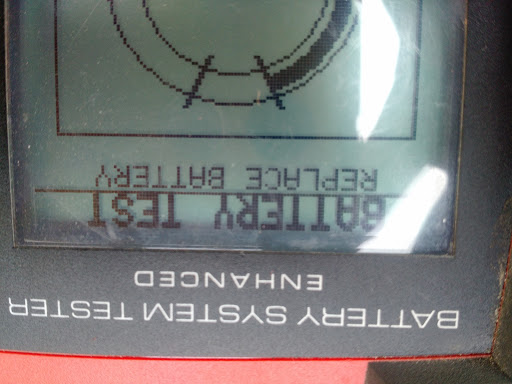 BATTERY SYSTEM TESTER
ENHANCED
BATTERY TEST
REPLACE BATTERY